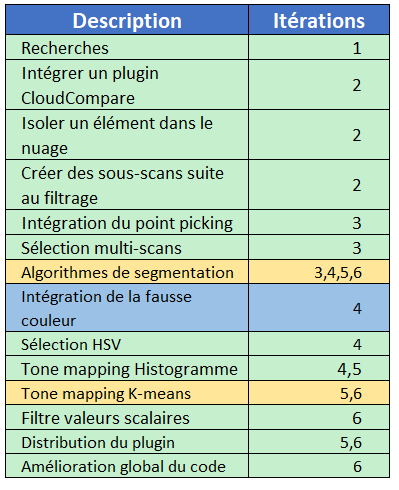 Description Itérations
Recherches 1
Intégrer un plugin
CloudCompare 2
Isoler un élément dans le
nuage 2
Créer des sous-scans suite
au filtrage 2
Intégration du point picking 3
Sélection multi-scans 3
Algorithmes de segmentation 3,4,5,6
Intégration de la fausse
couleur 4
Sélection HSV 4
Tone mapping Histogramme 4,5
Tone mapping K-means 5,6
Filtre valeurs scalaires 6
Distribution du plugin 5,6
Amélioration global du code 6